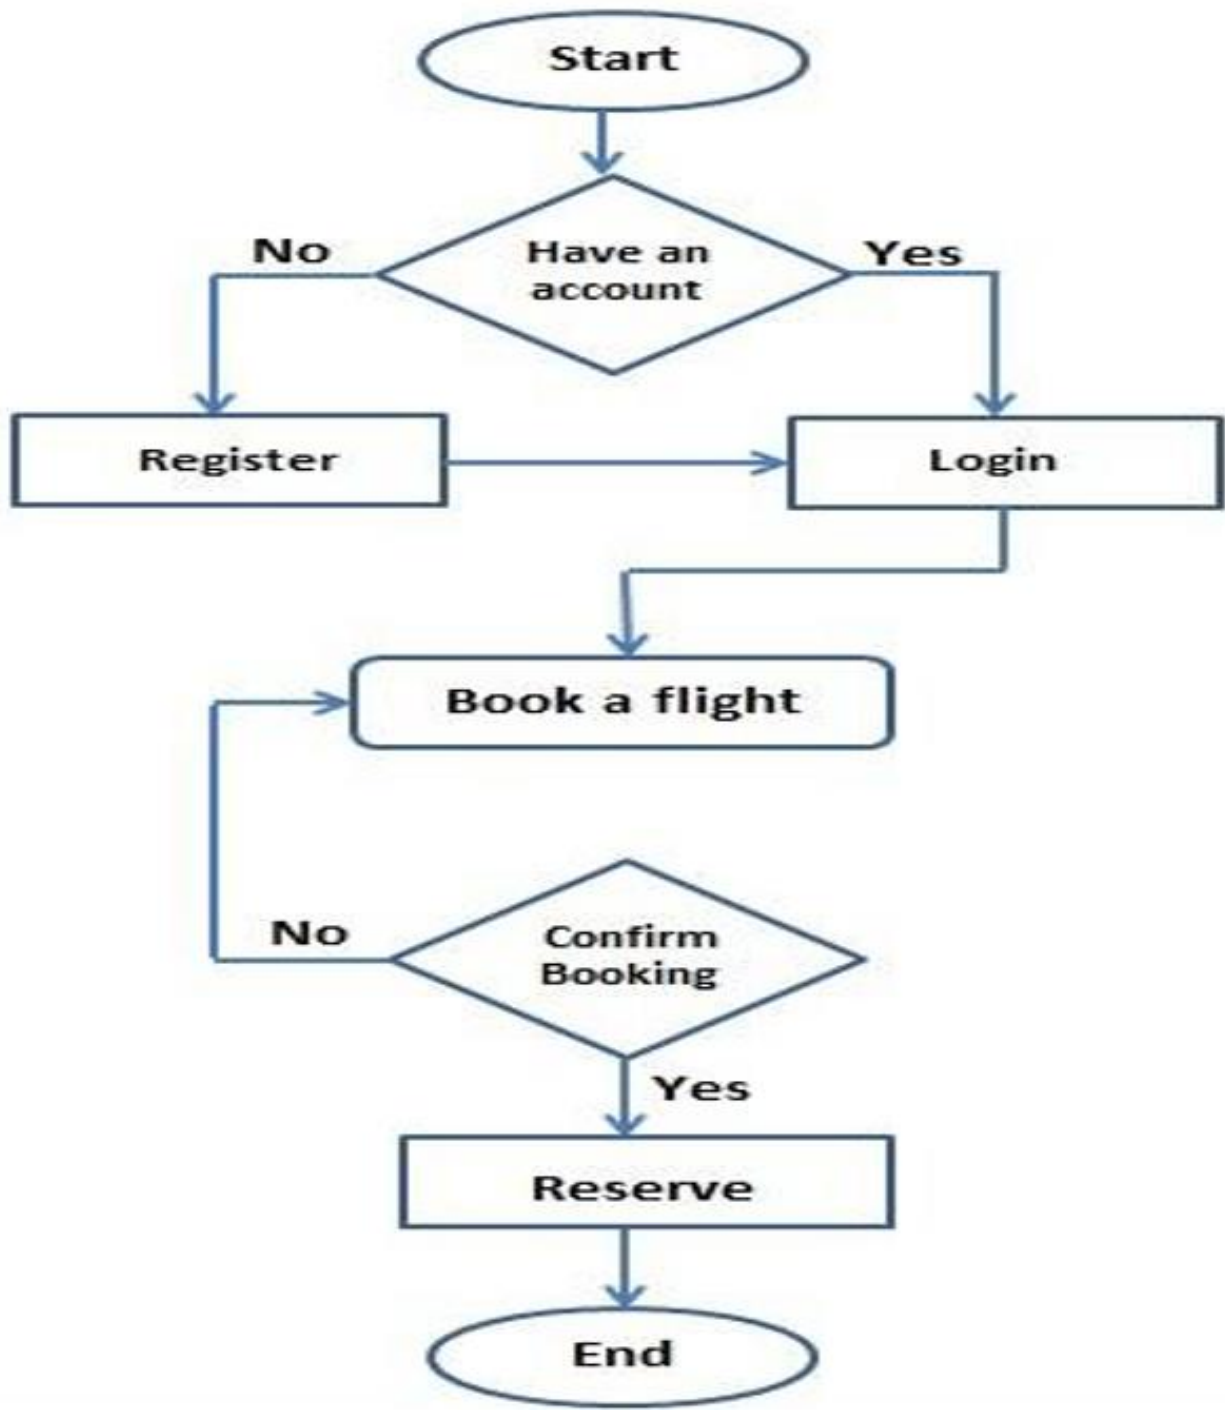 Start
No
Have an
account
Yes
Register
Login
Book a flight
No
Confirm
Booking
Yes
Reserve
End